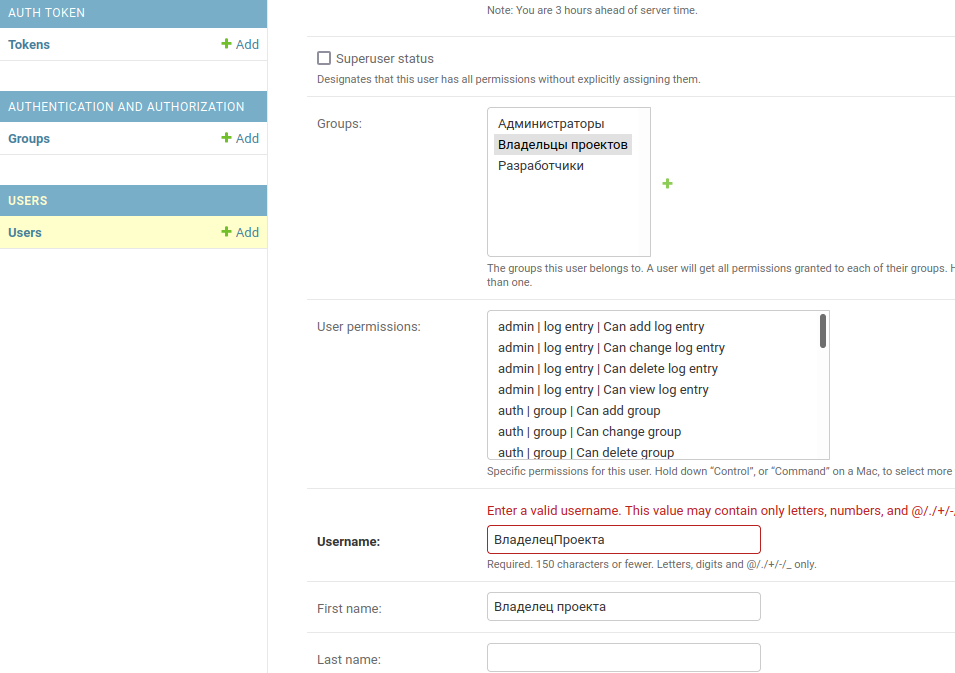 Note: You are 3 hours ahead of server time.
AUTH TOKEN
Tokens
Add
AUTHENTICATION AND AUTHORIZATION
Groups
Add
USERS
Users
Add
Superuser status
Designates that this user has all permissions without explicitly assigning them.
Groups:
Администраторы
Владельцы проектов
Разработчики
The groups this user belongs to. A user will get all permissions granted to each of their groups.
than one.
User permissions:
admin | log entry | Can add log entry
admin | log entry | Can change log entry
admin | log entry | Can delete log entry
admin | log entry | Can view log entry
auth | group | Can add group
auth | group | Can change group
auth | group | Can delete group
Specific permissions for this user. Hold down “Control”, or “Command” on a Mac, to select more
Enter a valid username. This value may contain only letters, numbers, and @/./+/-/
Username:
ВладелецПроекта
Required. 150 characters or fewer. Letters, digits and @/./+/-/_ only.
First name:
Владелец проекта
Last name: